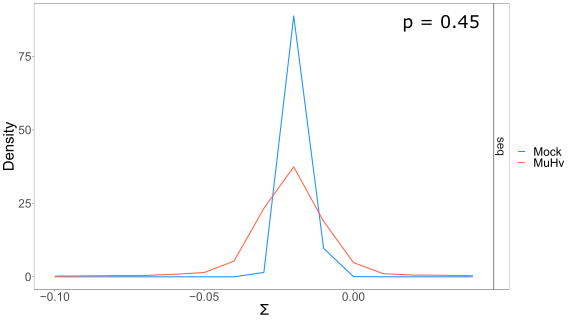 p = 0.45
75
50
25
0
Density
−0.10
−0.05
0.00
Σ
seq
Mock
MuHv